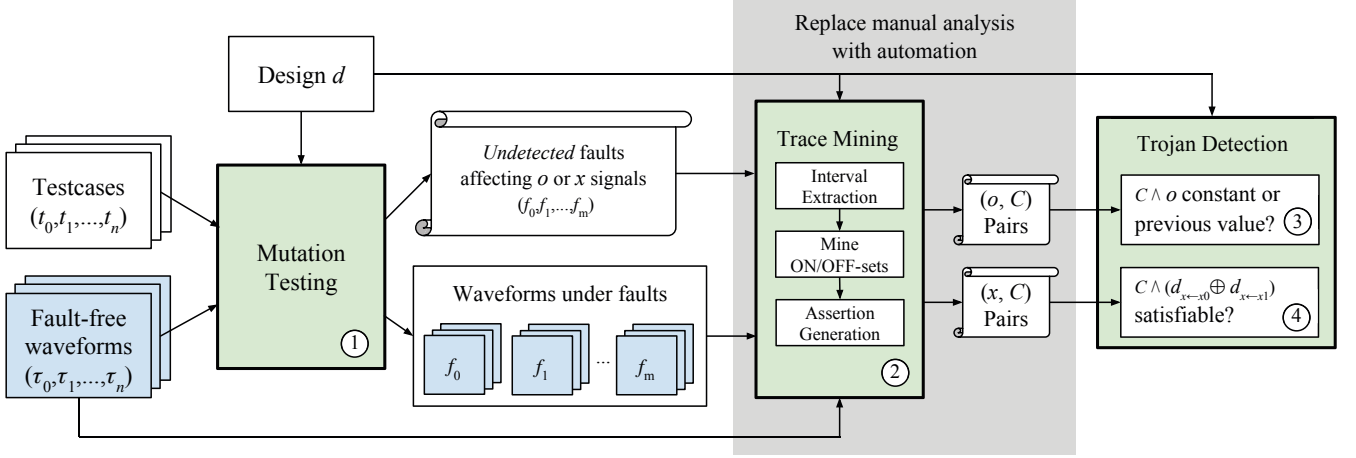 Replace manual analysis
with automation
Design d
Testcases
(t₀,t₁,...,tₙ)
Fault-free
waveforms
(τ₀,τ₁,...,τₙ)
Mutation
Testing
1
Undetected faults
affecting o or x signals
(f₀,f₁,...,fₘ)
Waveforms under faults
f₀
f₁
...
fₘ
Trace Mining
Interval
Extraction
Mine
ON/OFF-sets
Assertion
Generation
2
(o, C)
Pairs
(x, C)
Pairs
Trojan Detection
C ∧ o constant or
previous value?
3
C ∧ (d_{x←x0} ⊕ d_{x←x1})
satisfiable?
4